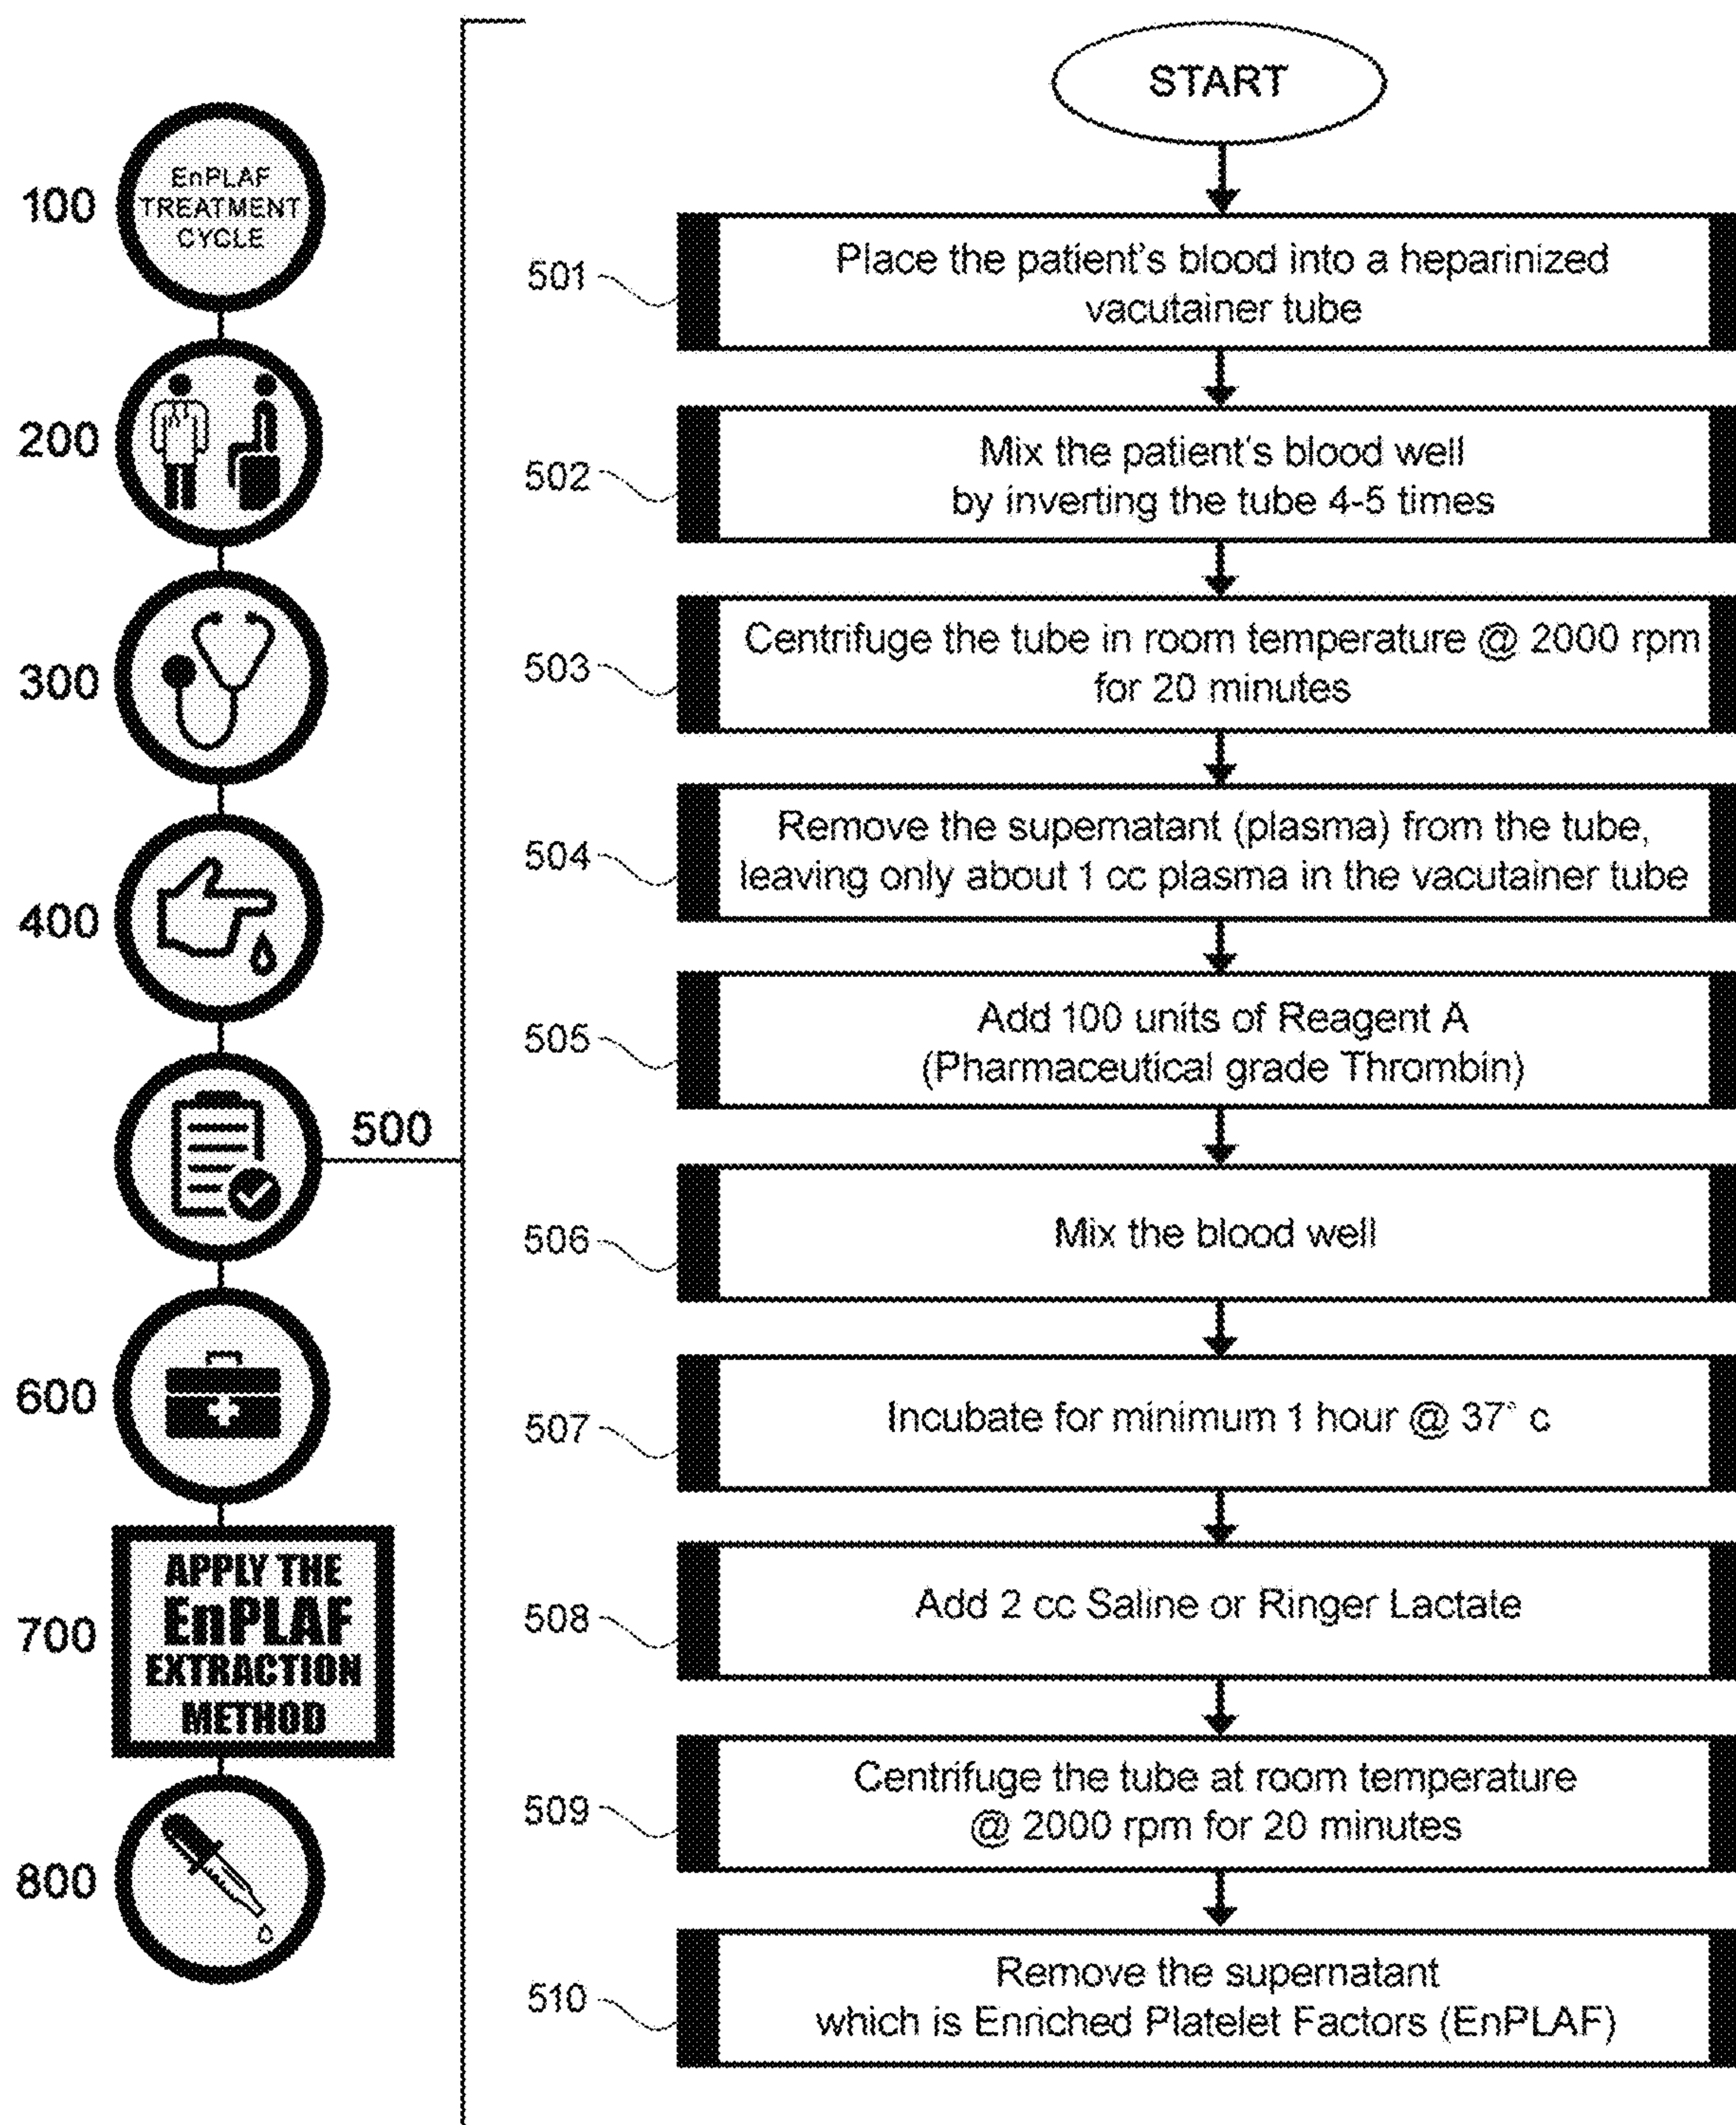 100
EnPLAF
TREATMENT
CYCLE
200
300
400
500
600
700
APPLY THE
EnPLAF
EXTRACTION
METHOD
800
START
501
Place the patient's blood into a heparinized
vacutainer tube
502
Mix the patient's blood well
by inverting the tube 4-5 times
503
Centrifuge the tube in room temperature @ 2000 rpm
for 20 minutes
504
Remove the supernatant (plasma) from the tube,
leaving only about 1 cc plasma in the vacutainer tube
505
Add 100 units of Reagent A
(Pharmaceutical grade Thrombin)
506
Mix the blood well
507
Incubate for minimum 1 hour @ 37° c
508
Add 2 cc Saline or Ringer Lactate
509
Centrifuge the tube at room temperature
@ 2000 rpm for 20 minutes
510
Remove the supernatant
which is Enriched Platelet Factors (EnPLAF)